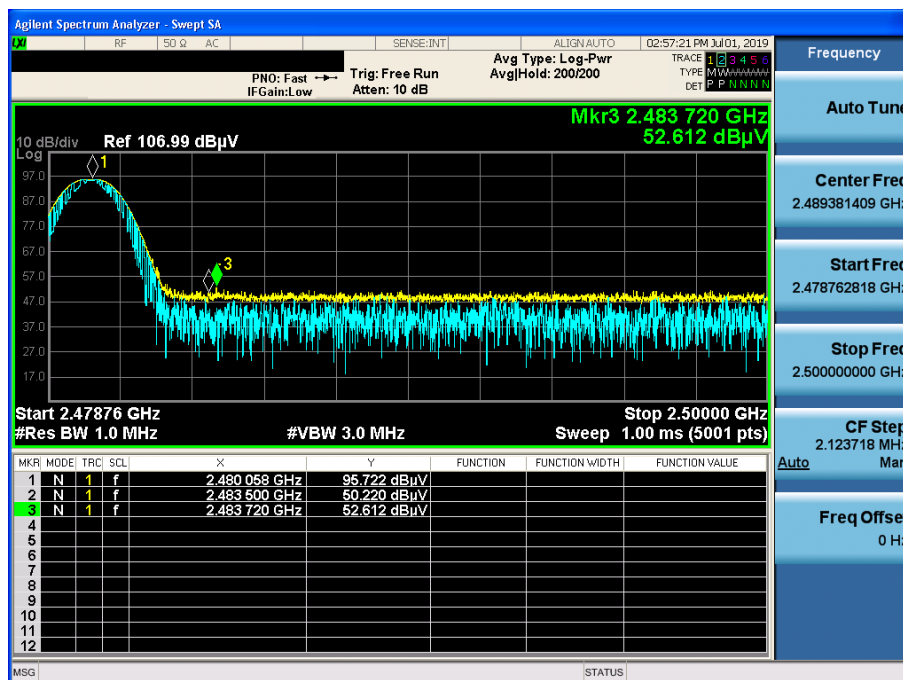 Agilent Spectrum Analyzer - Swept SA
LXI RF 50 Ω AC SENSE:INT ALIGN AUTO 02:57:21 PM Jul 01, 2019
Frequency
PNO: Fast
IFGain:Low
Trig: Free Run
Atten: 10 dB
Avg Type: Log-Pwr
Avg|Hold: 200/200
TRACE 1 2 3 4 5 6
TYPE
DET P P N N N N
Mkr3 2.483 720 GHz
52.612 dBµV
10 dB/div Ref 106.99 dBµV
Log
97.0
87.0
77.0
67.0
57.0
47.0
37.0
27.0
17.0
1
3
Start 2.47876 GHz Stop 2.50000 GHz
#Res BW 1.0 MHz #VBW 3.0 MHz Sweep 1.00 ms (5001 pts)
MKR MODE TRC SCL X Y FUNCTION FUNCTION WIDTH FUNCTION VALUE
1 N 1 f 2.480 058 GHz 95.722 dBµV
2 N 1 f 2.483 500 GHz 50.220 dBµV
3 N 1 f 2.483 720 GHz 52.612 dBµV
4
5
6
7
8
9
10
11
12
MSG STATUS
Auto Tune
Center Freq
2.489381409 GHz
Start Freq
2.478762818 GHz
Stop Freq
2.500000000 GHz
CF Step
2.123718 MHz
Auto Man
Freq Offset
0 Hz